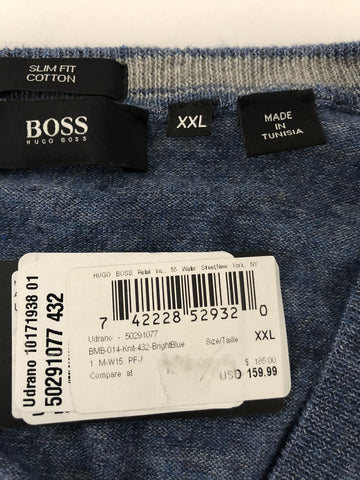 SLIM FIT
COTTON
BOSS
HUGO BOSS
XXL
MADE
IN
TUNISIA
Udrano 10171938 01
50291077 432
HUGO BOSS Retail Inc. 55 Water Street,New York, NY
7 42228 52932 0
Udrano - 50291077
BMB-014-Knit-432-BrightBlue
Size/Taille
XXL
1 M-W15 PF-/
$ 185.00
Compare at
USD 159.99